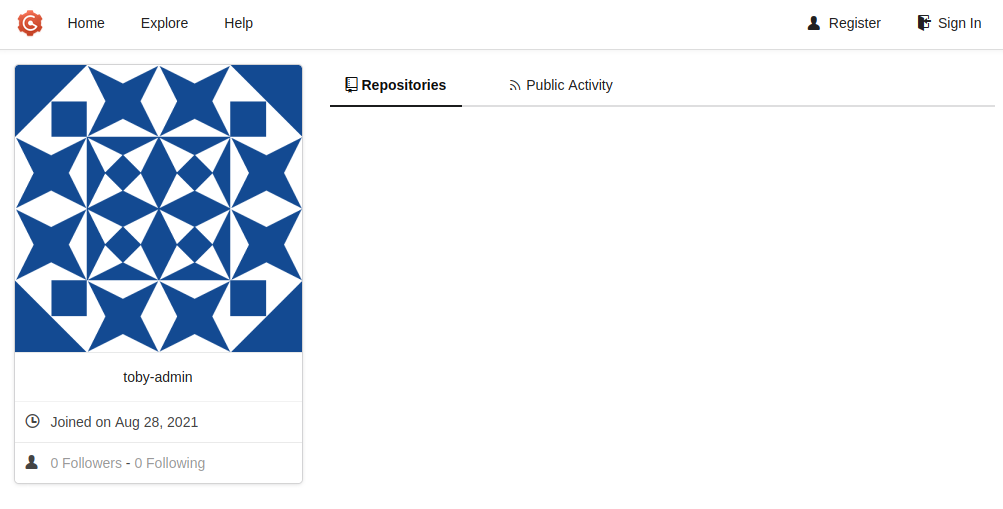 Home Explore Help Register Sign In
Repositories Public Activity
toby-admin
Joined on Aug 28, 2021
0 Followers - 0 Following